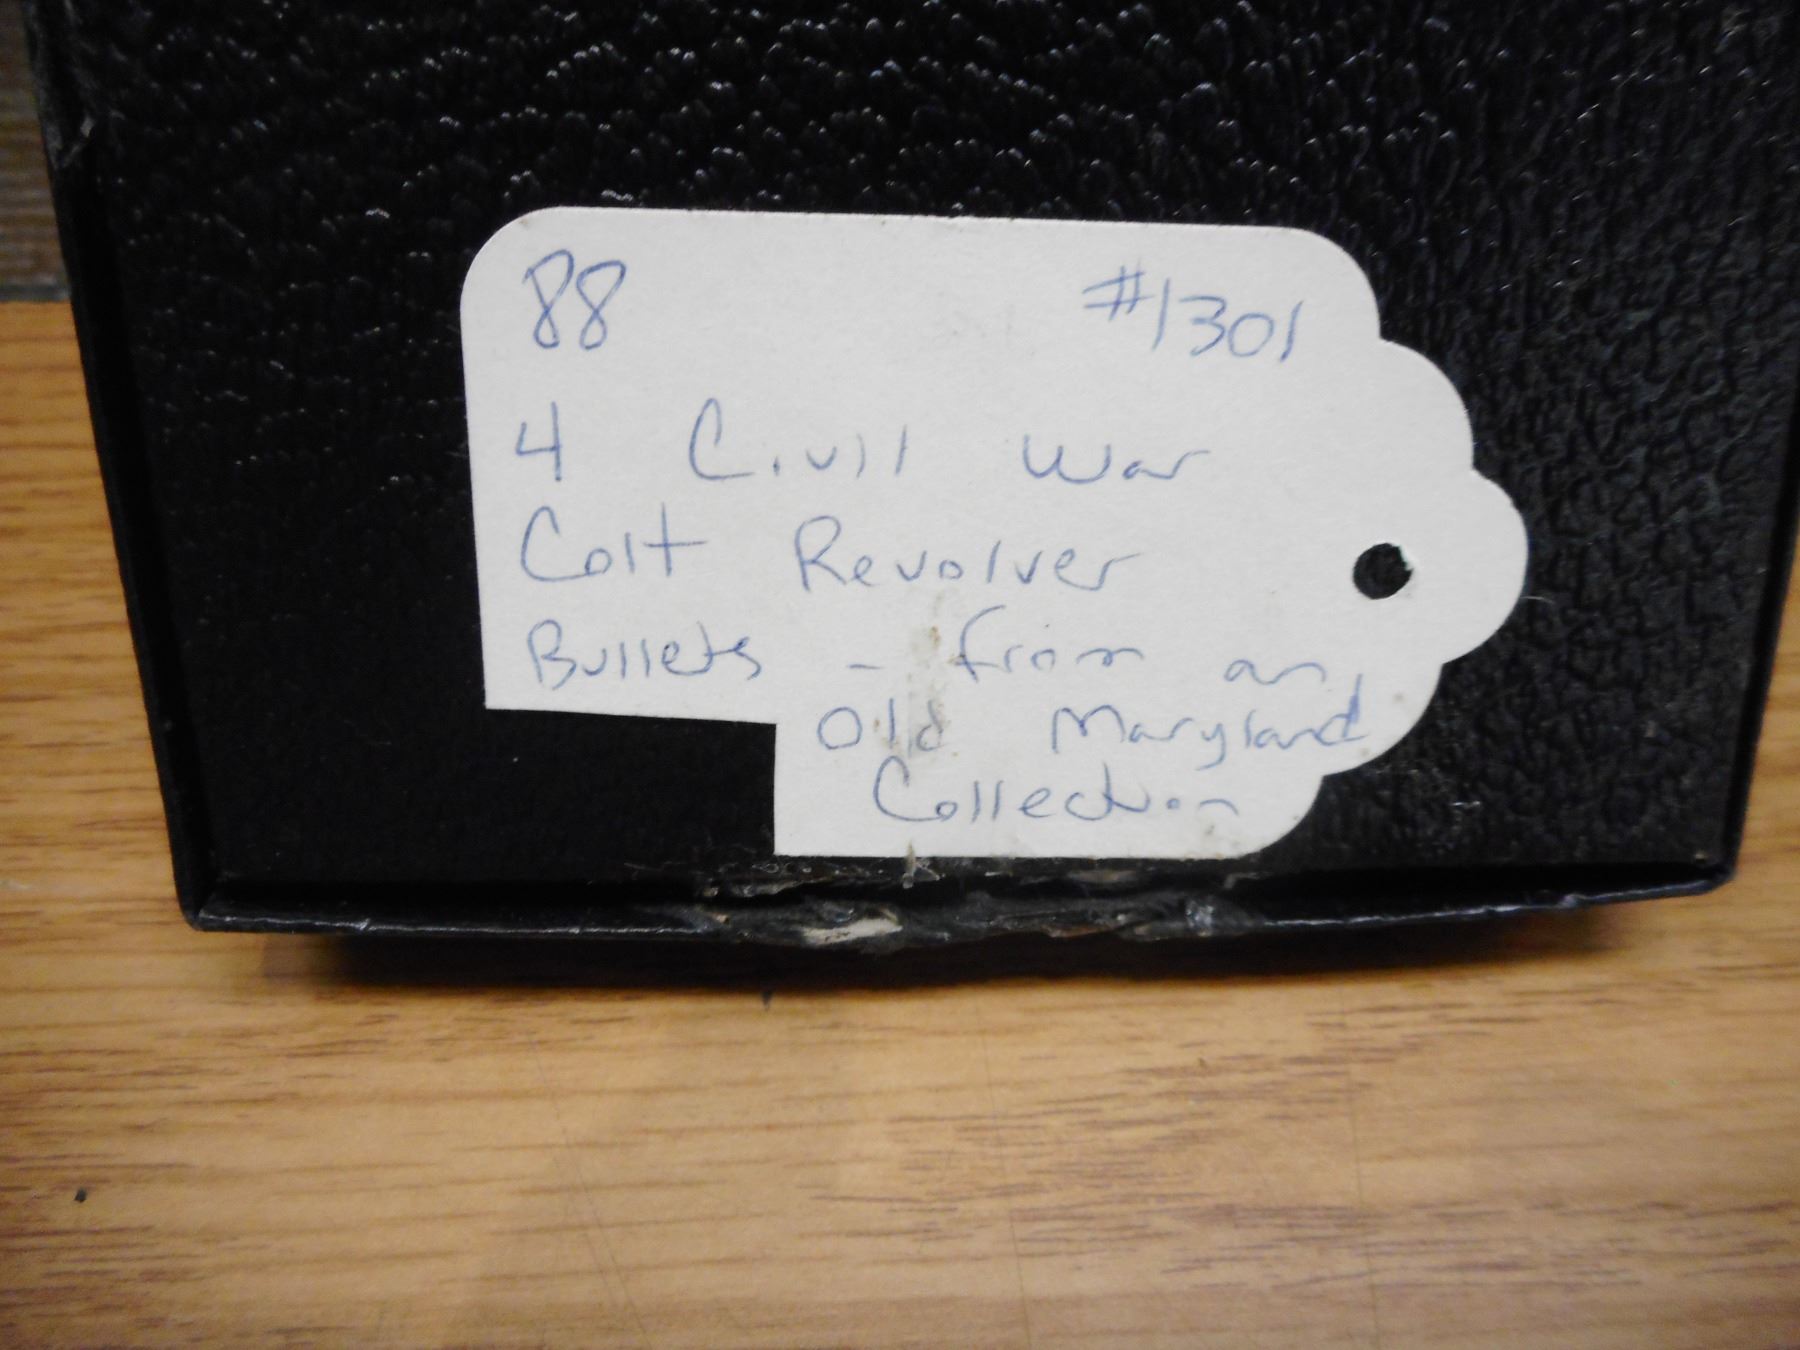 88 #1301
4 Civil War
Colt Revolver
Bullets - from an
Old Maryland
Collection